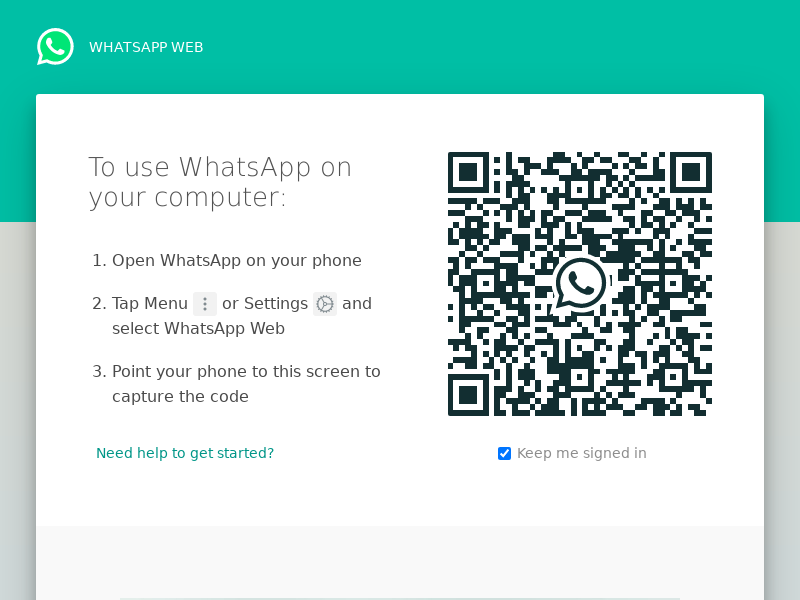 WHATSAPP WEB
To use WhatsApp on
your computer:
1. Open WhatsApp on your phone
2. Tap Menu or Settings and
select WhatsApp Web
3. Point your phone to this screen to
capture the code
Need help to get started?
Keep me signed in